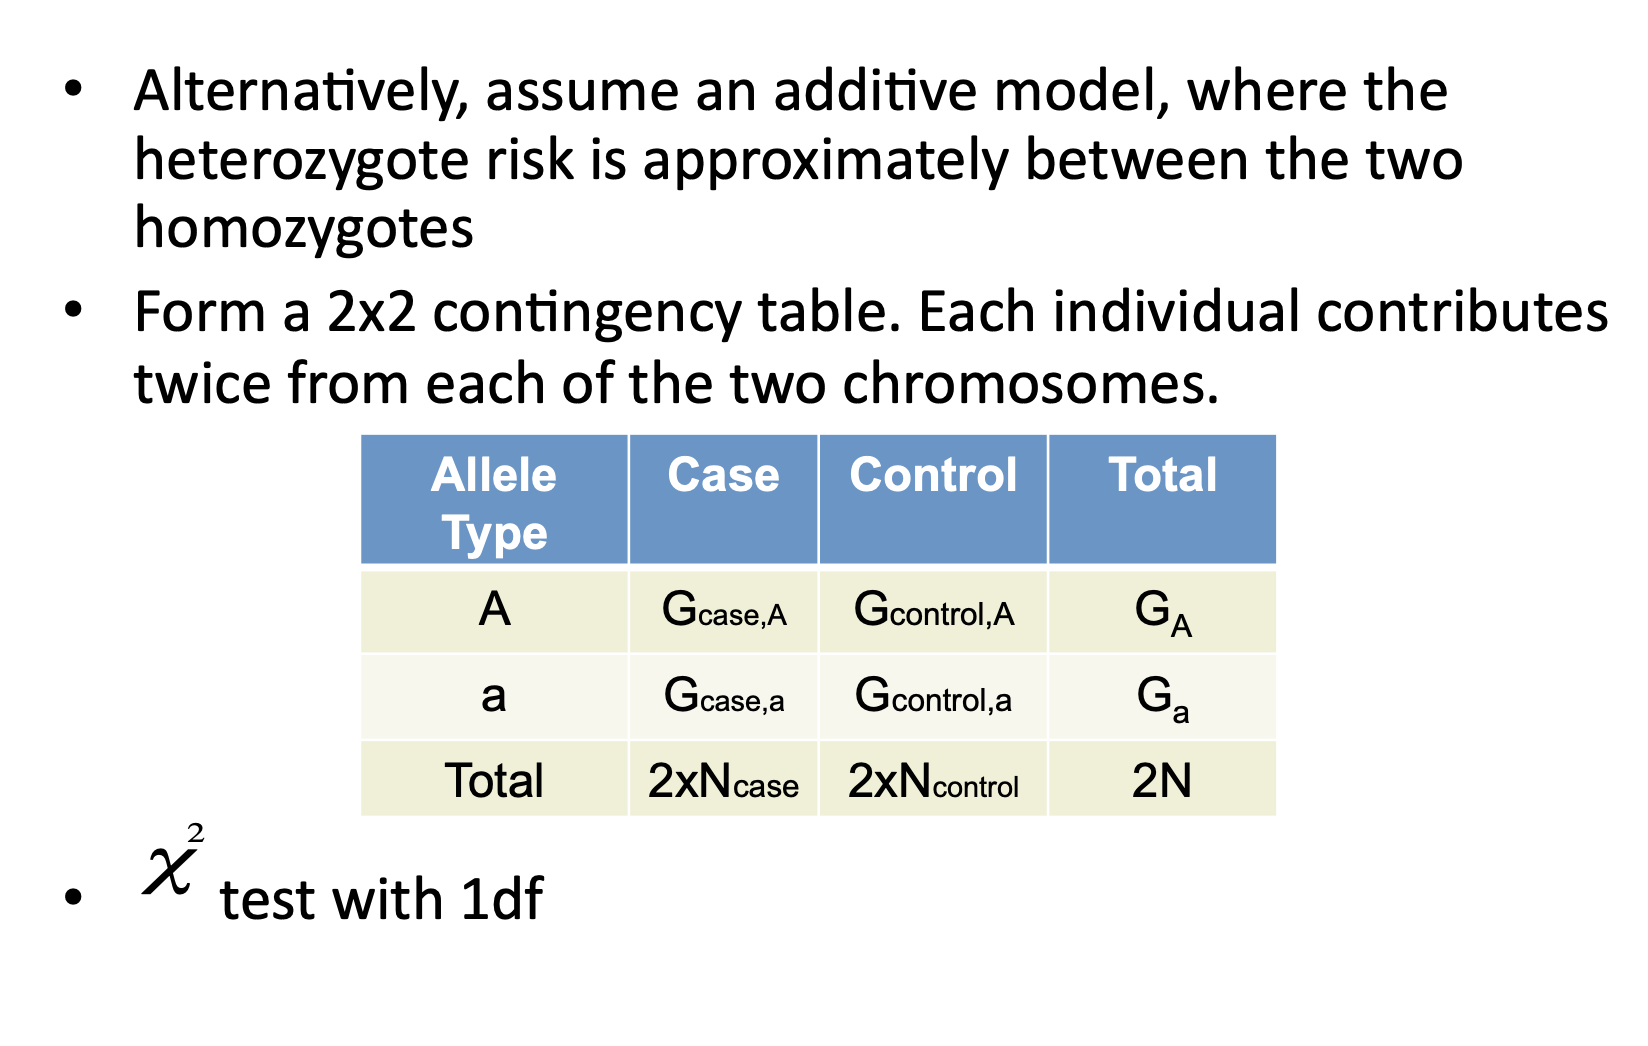 • Alternatively, assume an additive model, where the
heterozygote risk is approximately between the two
homozygotes
• Form a 2x2 contingency table. Each individual contributes
twice from each of the two chromosomes.
Allele Type Case Control Total
A Gcase,A Gcontrol,A G_A
a Gcase,a Gcontrol,a G_a
Total 2xNcase 2xNcontrol 2N
• χ² test with 1df